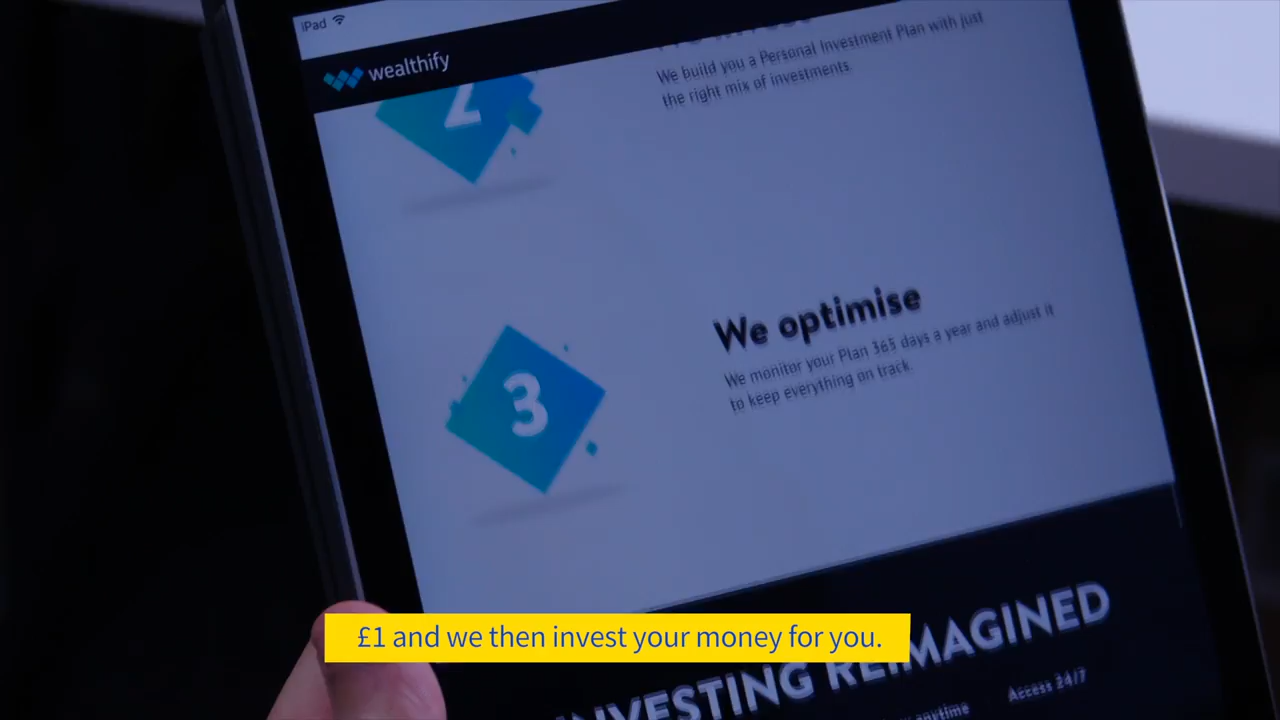 iPad
wealthify
We build you a Personal Investment Plan with just
the right mix of investments.
2
We optimise
We monitor your Plan 365 days a year and adjust it
to keep everything on track.
3
£1 and we then invest your money for you.
INVESTING REIMAGINED
anytime
Access 24/7